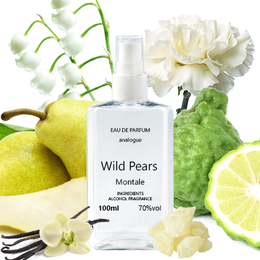 EAU DE PARFUM
analogue
Wild Pears
Montale
INGREDIENTS
ALCOHOL FRAGRANCE
100ml 70%vol